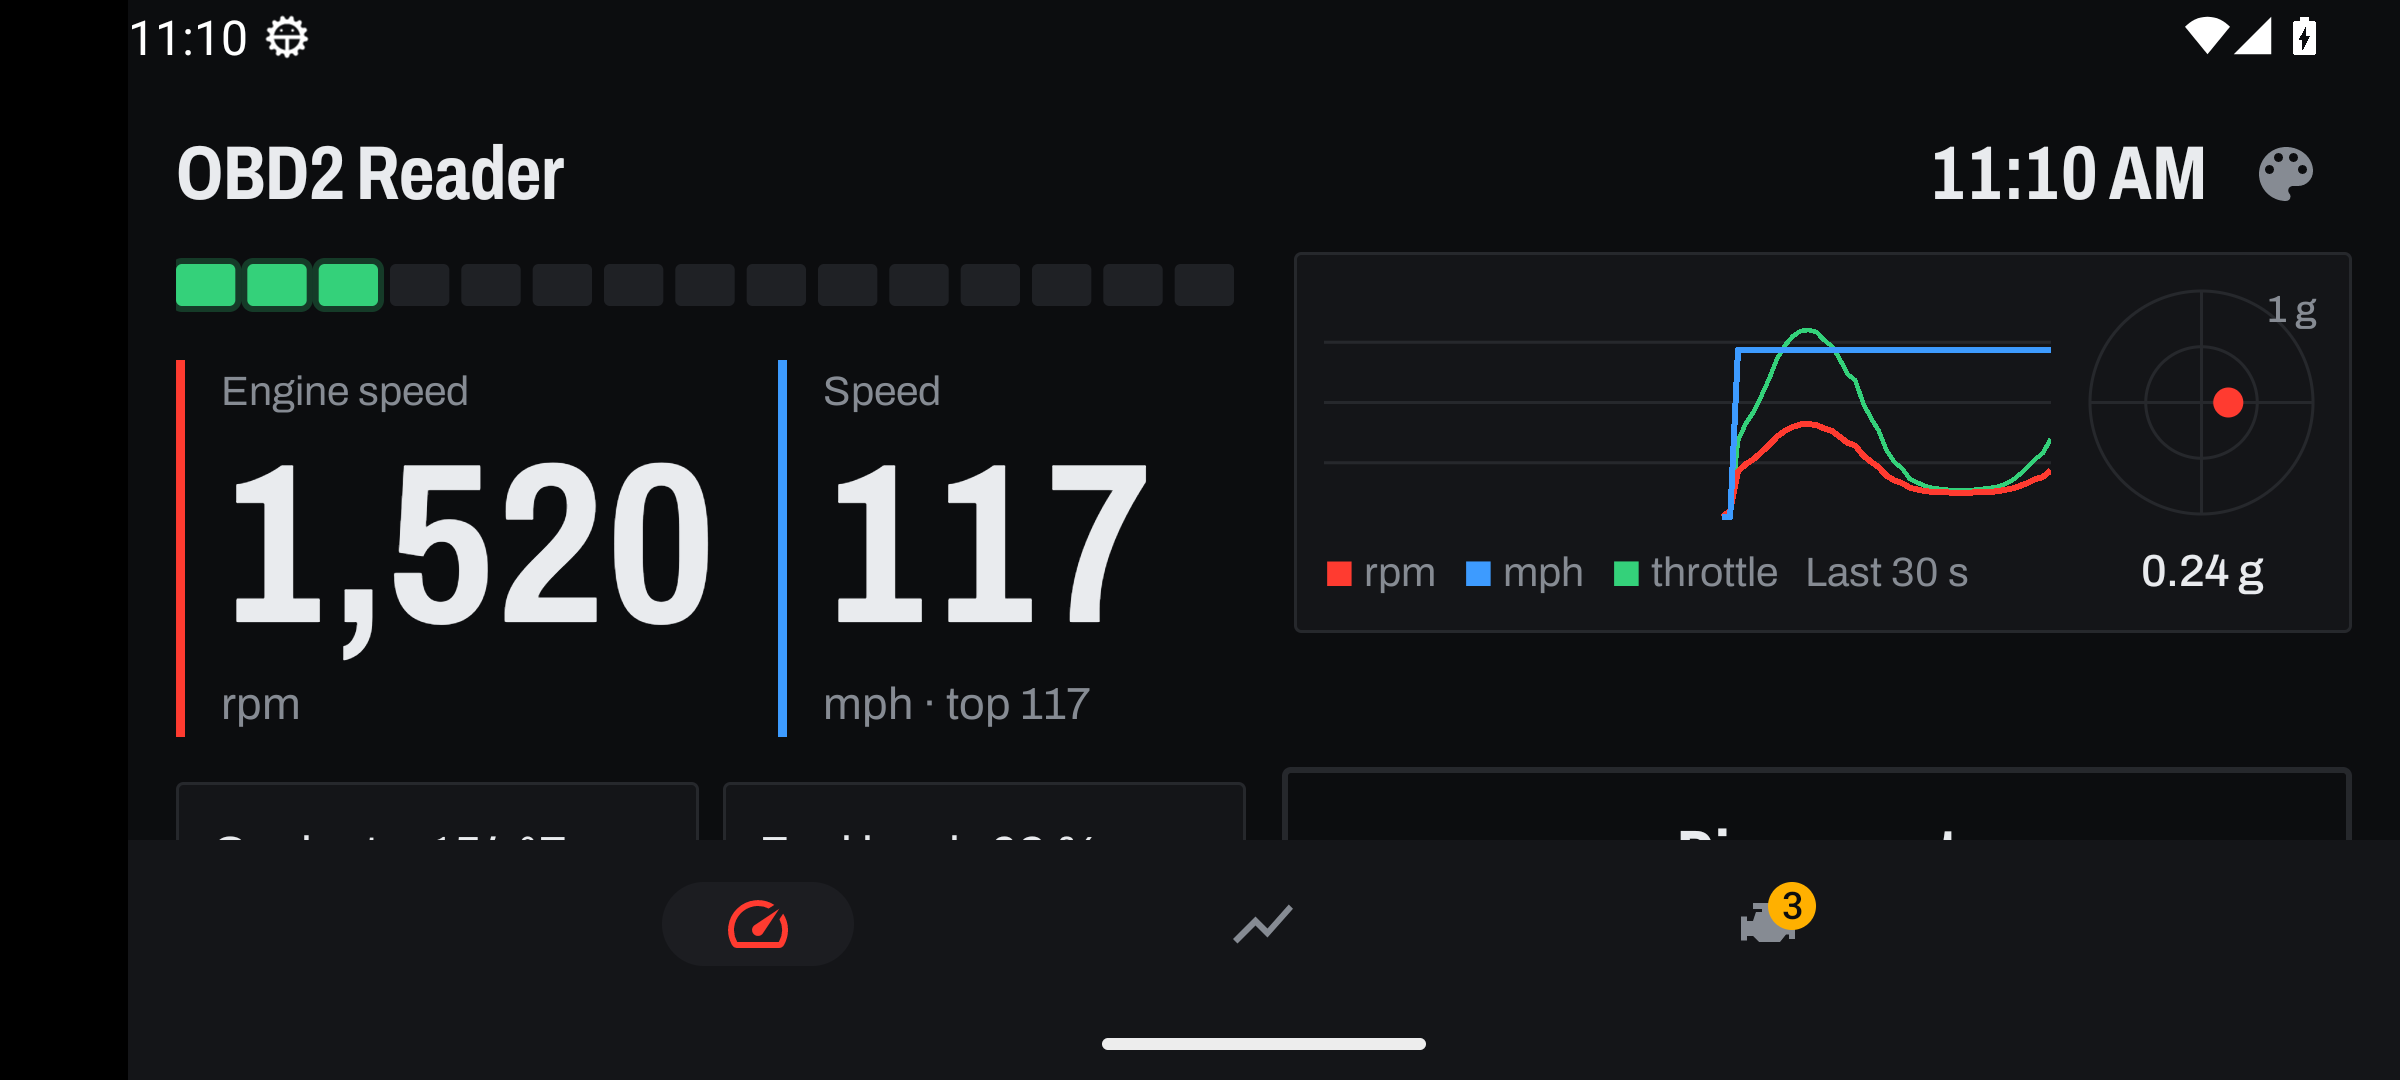 11:10
OBD2 Reader
11:10 AM
Engine speed
1,520
rpm
Speed
117
mph · top 117
1 g
rpm mph throttle Last 30 s
0.24 g
3